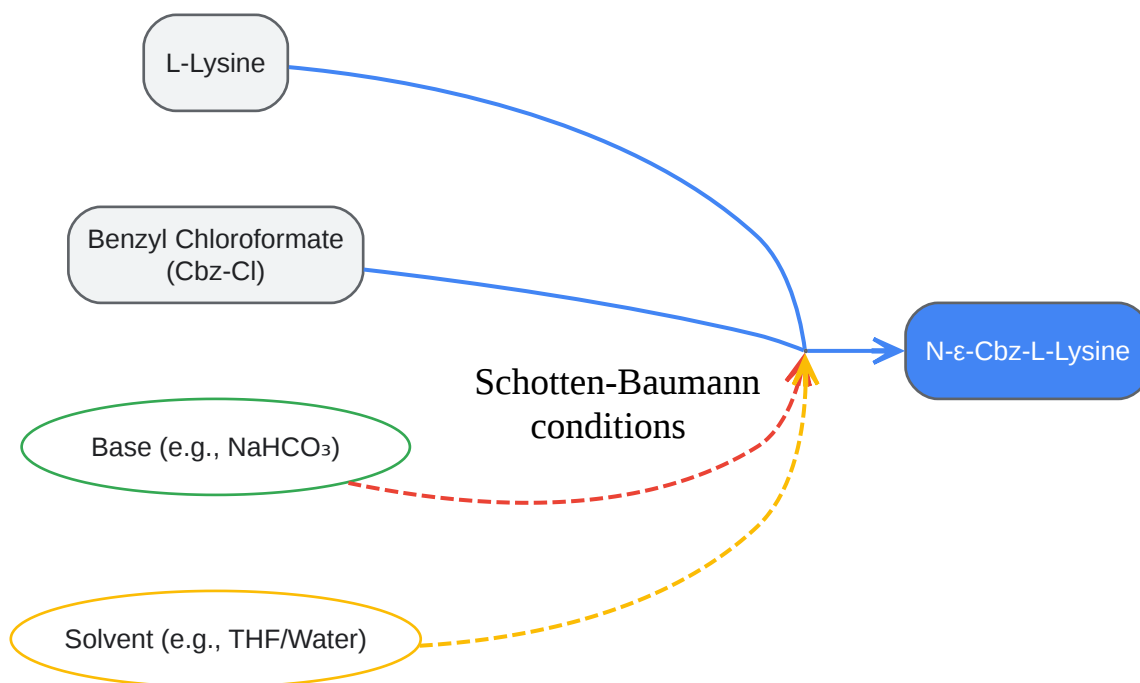 L-Lysine
Benzyl Chloroformate
(Cbz-Cl)
N-ε-Cbz-L-Lysine
Schotten-Baumann
conditions
Base (e.g., NaHCO₃)
Solvent (e.g., THF/Water)